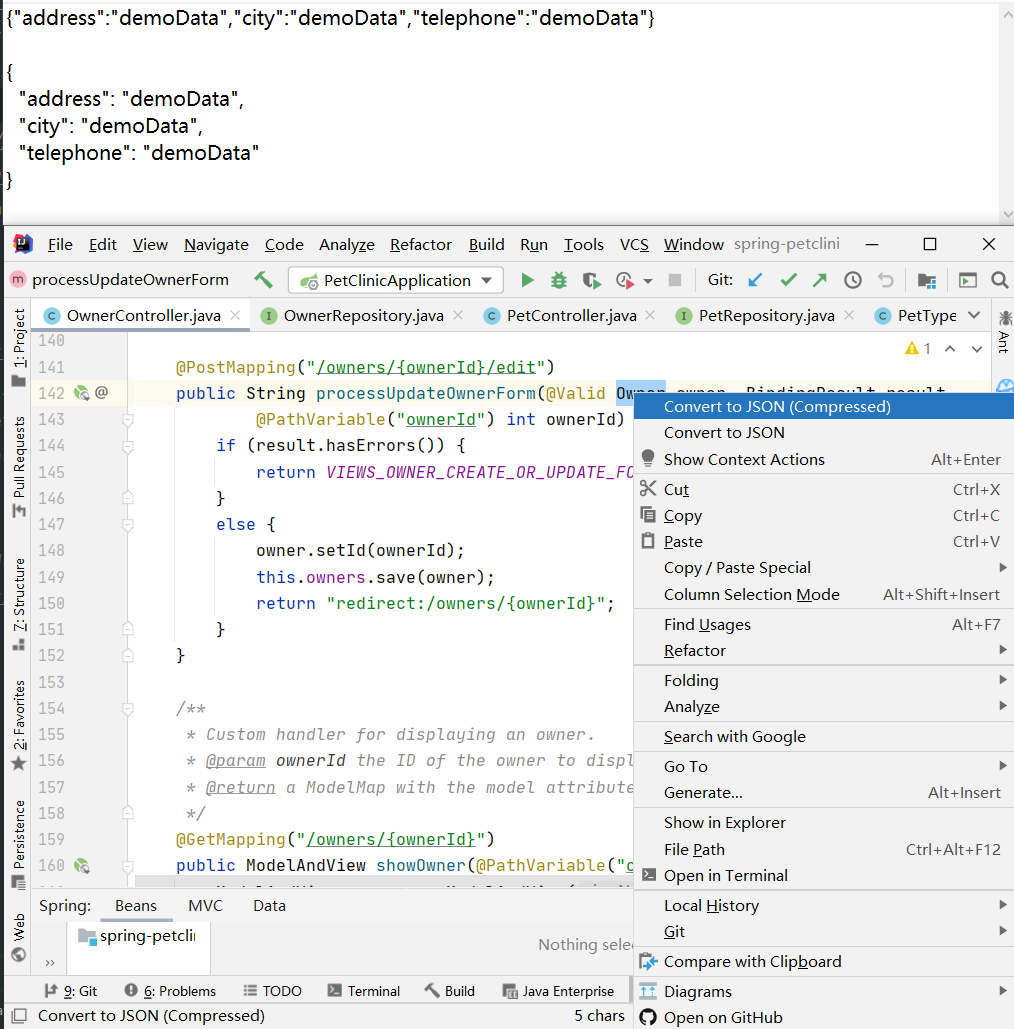 {"address":"demoData","city":"demoData","telephone":"demoData"}
{
"address": "demoData",
"city": "demoData",
"telephone": "demoData"
}
File Edit View Navigate Code Analyze Refactor Build Run Tools VCS Window spring-petclini
processUpdateOwnerForm PetClinicApplication Git:
OwnerController.java OwnerRepository.java PetController.java PetRepository.java PetType
1: Project
Pull Requests
7: Structure
2: Favorites
Persistence
Web
Ant
1
140
141 @PostMapping("/owners/{ownerId}/edit")
142 @ public String processUpdateOwnerForm(@Valid Owner owner, BindingResult result,
143 @PathVariable("ownerId") int ownerId)
144 if (result.hasErrors()) {
145 return VIEWS_OWNER_CREATE_OR_UPDATE_FO
146 }
147 else {
148 owner.setId(ownerId);
149 this.owners.save(owner);
150 return "redirect:/owners/{ownerId}";
151 }
152 }
153
154 /**
155 * Custom handler for displaying an owner.
156 * @param ownerId the ID of the owner to displ
157 * @return a ModelMap with the model attribute
158 */
159 @GetMapping("/owners/{ownerId}")
160 public ModelAndView showOwner(@PathVariable("o
Convert to JSON (Compressed)
Convert to JSON
Show Context Actions Alt+Enter
Cut Ctrl+X
Copy Ctrl+C
Paste Ctrl+V
Copy / Paste Special
Column Selection Mode Alt+Shift+Insert
Find Usages Alt+F7
Refactor
Folding
Analyze
Search with Google
Go To
Generate... Alt+Insert
Show in Explorer
File Path Ctrl+Alt+F12
Open in Terminal
Local History
Git
Compare with Clipboard
Diagrams
Open on GitHub
Spring: Beans MVC Data
spring-petclin
Nothing sele
9: Git 6: Problems TODO Terminal Build Java Enterprise
Convert to JSON (Compressed) 5 chars